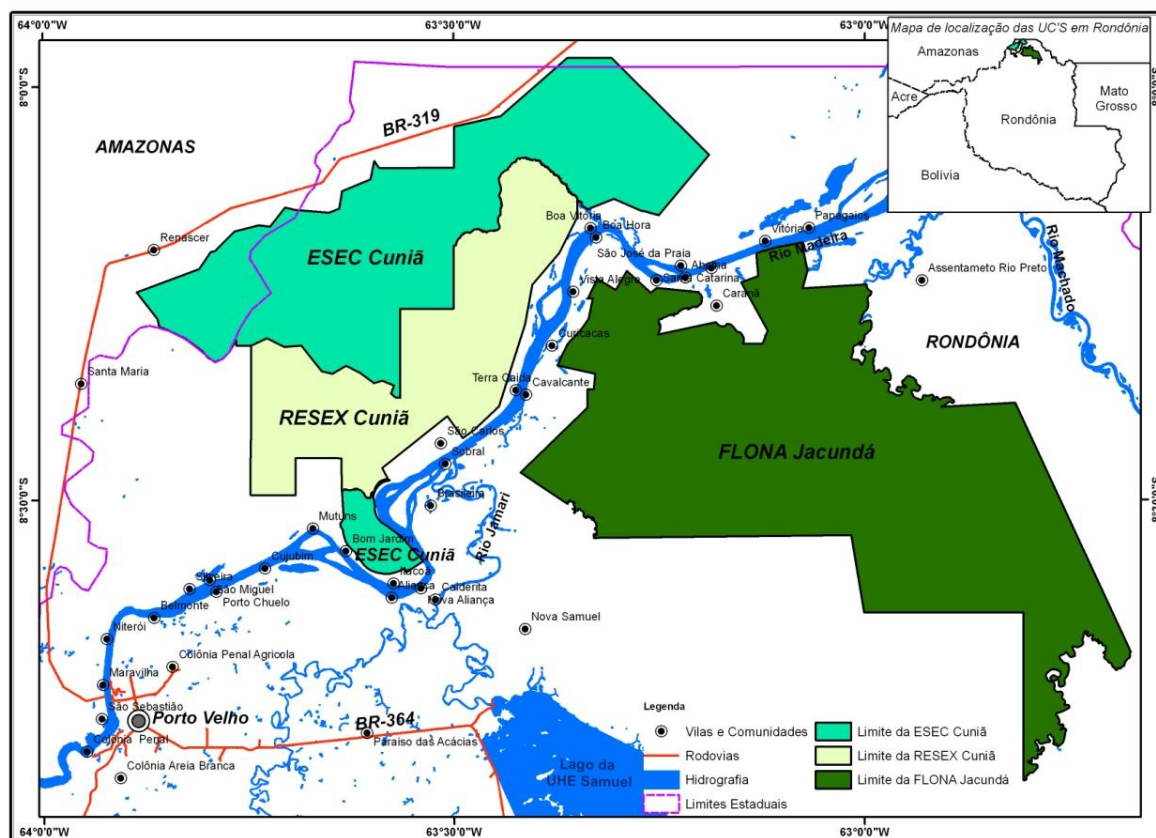 64°0'0"W
63°30'0"W
63°0'0"W
Mapa de localização das UC'S em Rondônia
Amazonas
Acre
Mato
Grosso
Rondônia
Bolivia
8°0'0"S
8°30'0"S
AMAZONAS
BR-319
Renascer
ESEC Cuniã
Boa Vitória
Boa Hora
São José da Praia
Vitória
Papagaios
Rio Madeira
Rio Machado
Santa Catarina
Vista Alegre
Caranã
Assentameto Rio Preto
RONDÔNIA
Curicacas
Santa Maria
Terra Caida
Cavalcante
RESEX Cuniã
São Carlos
Sobral
FLONA Jacundá
Brasileira
Rio Jamari
Mutuns
Bom Jardim
ESEC Cuniã
Cujubim
Itacoã
Aliança
Calderita
Nova Aliança
São Miguel
Porto Chuelo
Belmonte
Nova Samuel
Niterói
Colônia Penal Agricola
Maravilha
São Sebastião
Porto Velho
BR-364
Paraiso das Acácias
Colônia Penal
Colônia Areia Branca
Lago da
UHE Samuel
Legenda
Vilas e Comunidades
Rodovias
Hidrografia
Limites Estaduais
Limite da ESEC Cuniã
Limite da RESEX Cuniã
Limite da FLONA Jacundá
64°0'0"W
63°30'0"W
63°0'0"W